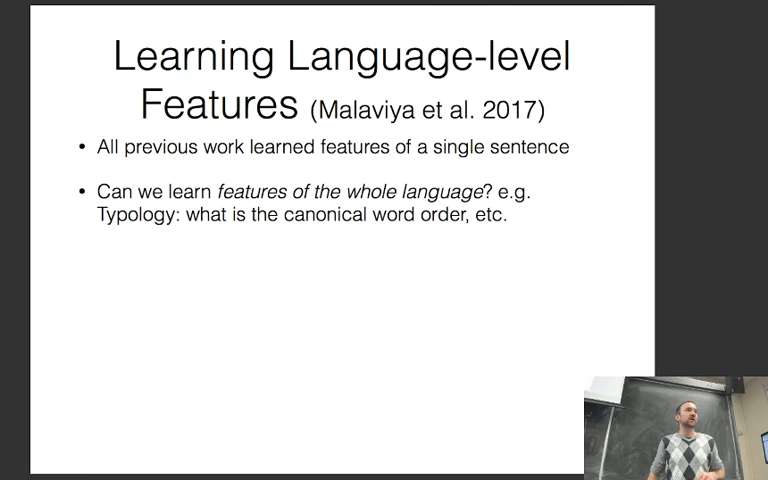 Learning Language-level
Features (Malaviya et al. 2017)
• All previous work learned features of a single sentence
• Can we learn features of the whole language? e.g.
Typology: what is the canonical word order, etc.